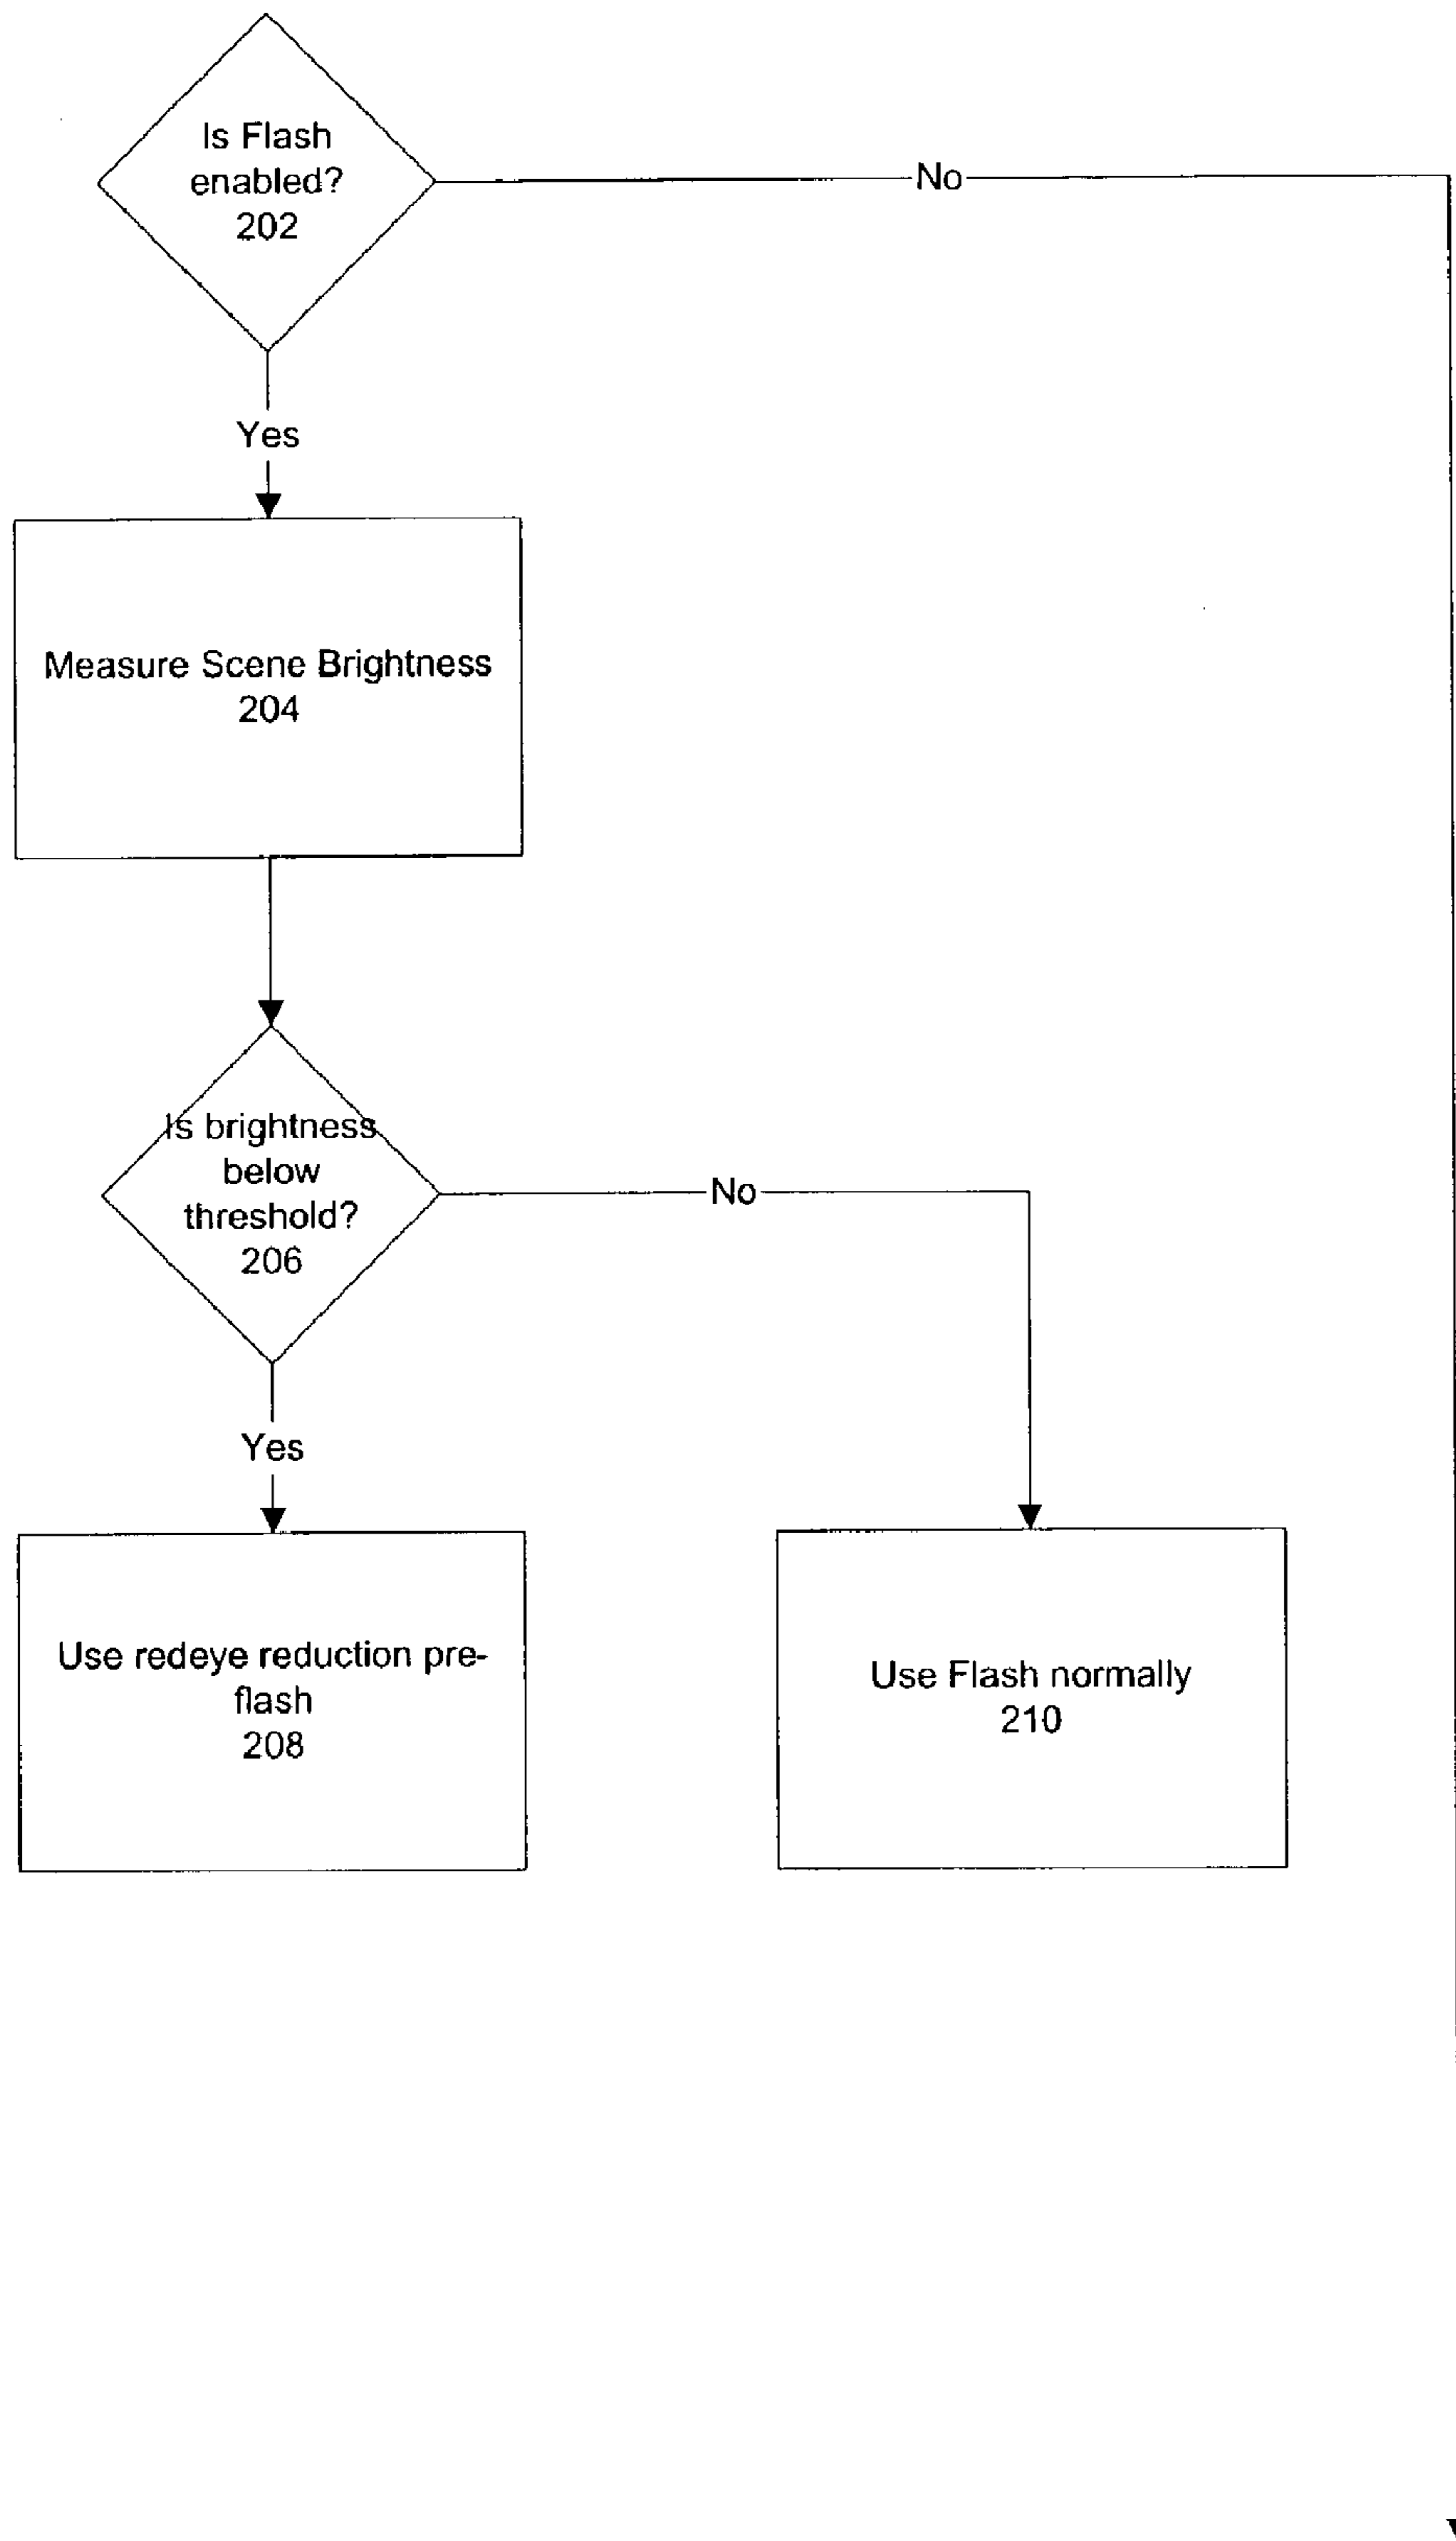 Is Flash
enabled?
202
No
Yes
Measure Scene Brightness
204
Is brightness
below
threshold?
206
No
Yes
Use redeye reduction pre-
flash
208
Use Flash normally
210